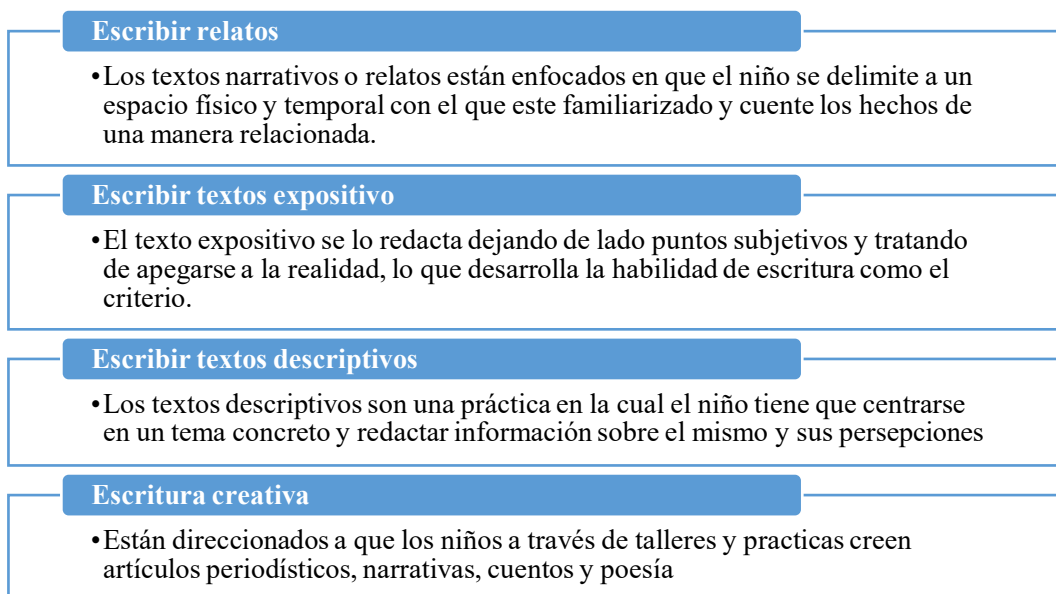 Escribir relatos
•Los textos narrativos o relatos están enfocados en que el niño se delimite a un
espacio físico y temporal con el que este familiarizado y cuente los hechos de
una manera relacionada.
Escribir textos expositivo
•El texto expositivo se lo redacta dejando de lado puntos subjetivos y tratando
de apegarse a la realidad, lo que desarrolla la habilidad de escritura como el
criterio.
Escribir textos descriptivos
•Los textos descriptivos son una práctica en la cual el niño tiene que centrarse
en un tema concreto y redactar información sobre el mismo y sus persepciones
Escritura creativa
•Están direccionados a que los niños a través de talleres y practicas creen
artículos periodísticos, narrativas, cuentos y poesía